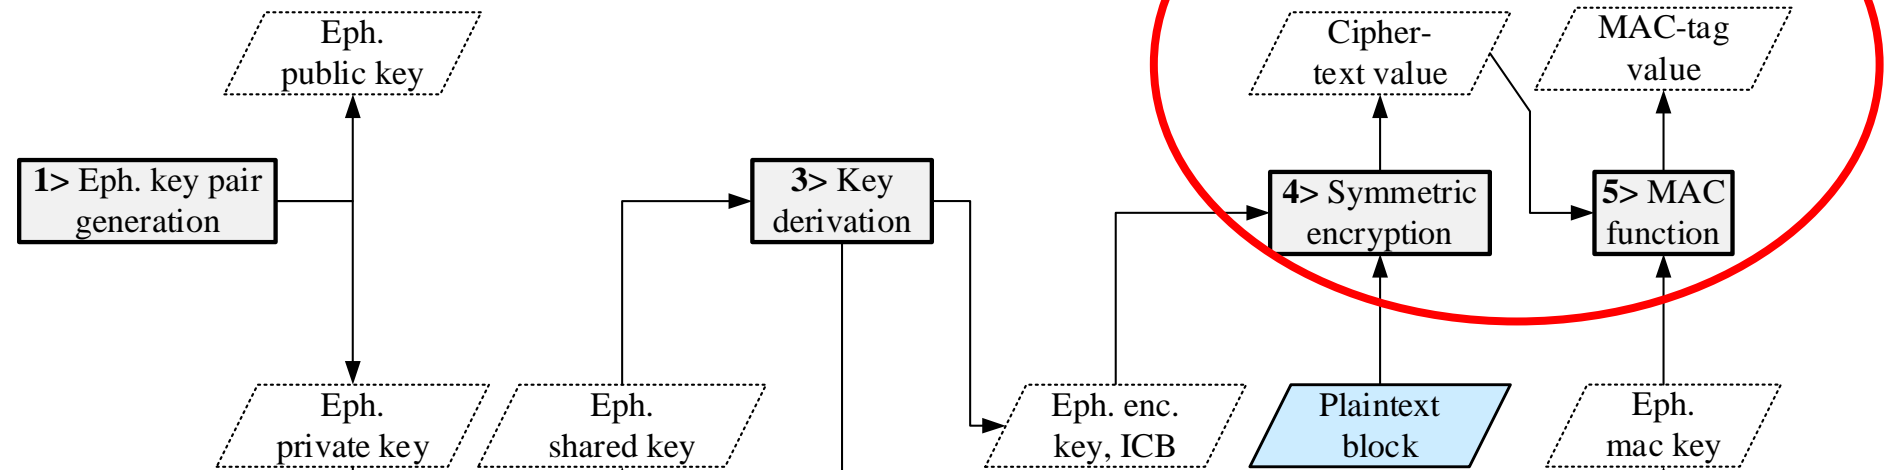 Eph.
public key
Cipher-
text value
MAC-tag
value
1> Eph. key pair
generation
3> Key
derivation
4> Symmetric
encryption
5> MAC
function
Eph.
private key
Eph.
shared key
Eph. enc.
key, ICB
Plaintext
block
Eph.
mac key